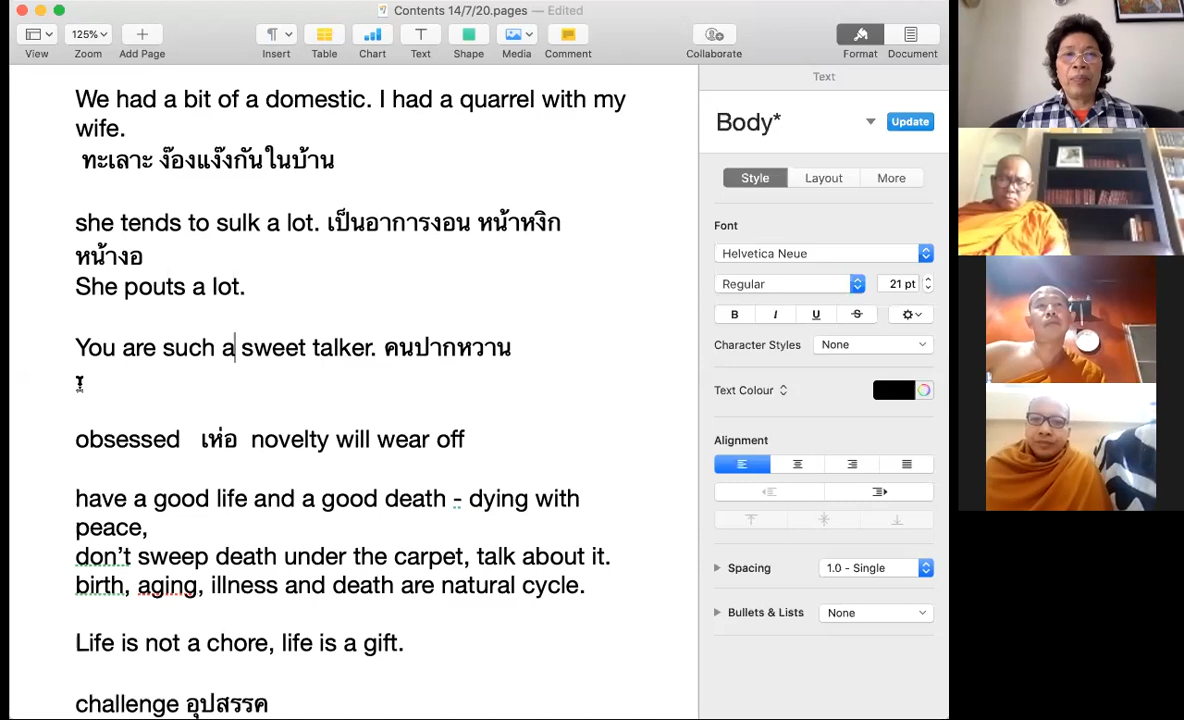 Contents 14/7/20.pages — Edited
125%
View
Zoom
Add Page
Insert
Table
Chart
Text
Shape
Media
Comment
Collaborate
Format
Document
We had a bit of a domestic. I had a quarrel with my
wife.
ทะเลาะ ง๊องแง๊งกันในบ้าน
she tends to sulk a lot. เป็นอาการงอน หน้าหงิก
หน้างอ
She pouts a lot.
You are such a sweet talker. คนปากหวาน
obsessed เห่อ novelty will wear off
have a good life and a good death - dying with
peace,
don’t sweep death under the carpet, talk about it.
birth, aging, illness and death are natural cycle.
Life is not a chore, life is a gift.
challenge อุปสรรค
Text
Body*
Update
Style
Layout
More
Font
Helvetica Neue
Regular
21 pt
B I U S
Character Styles
None
Text Colour
Alignment
Spacing
1.0 - Single
Bullets & Lists
None